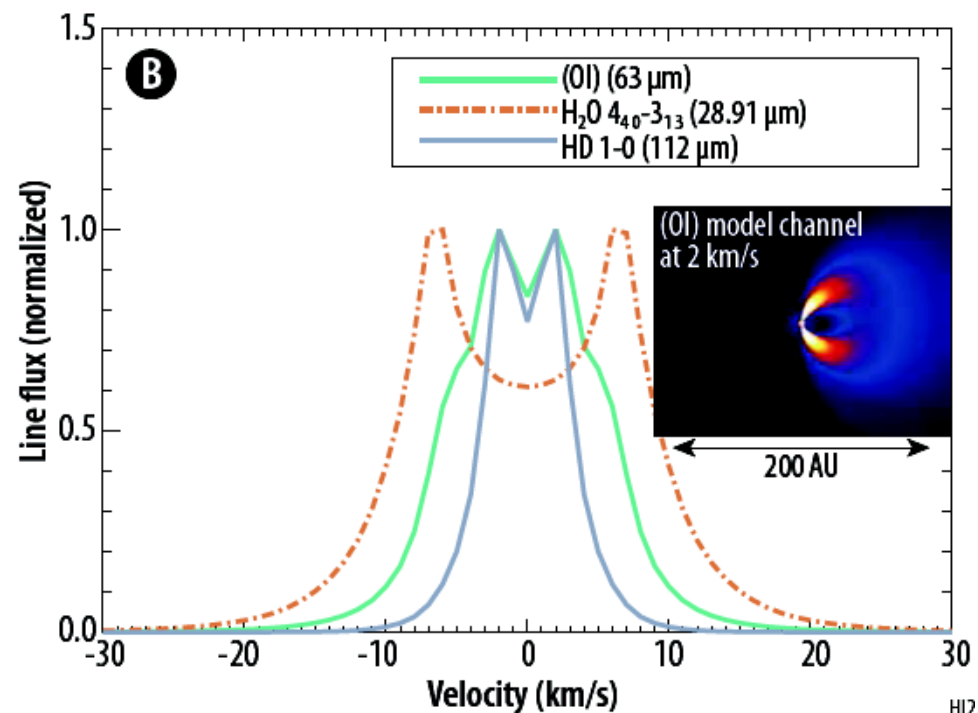 B
1.5
1.0
0.5
0.0
Line flux (normalized)
(OI) (63 μm)
H₂O 4₄₀-3₁₃ (28.91 μm)
HD 1-0 (112 μm)
(OI) model channel
at 2 km/s
200 AU
-30 -20 -10 0 10 20 30
Velocity (km/s)
HI2